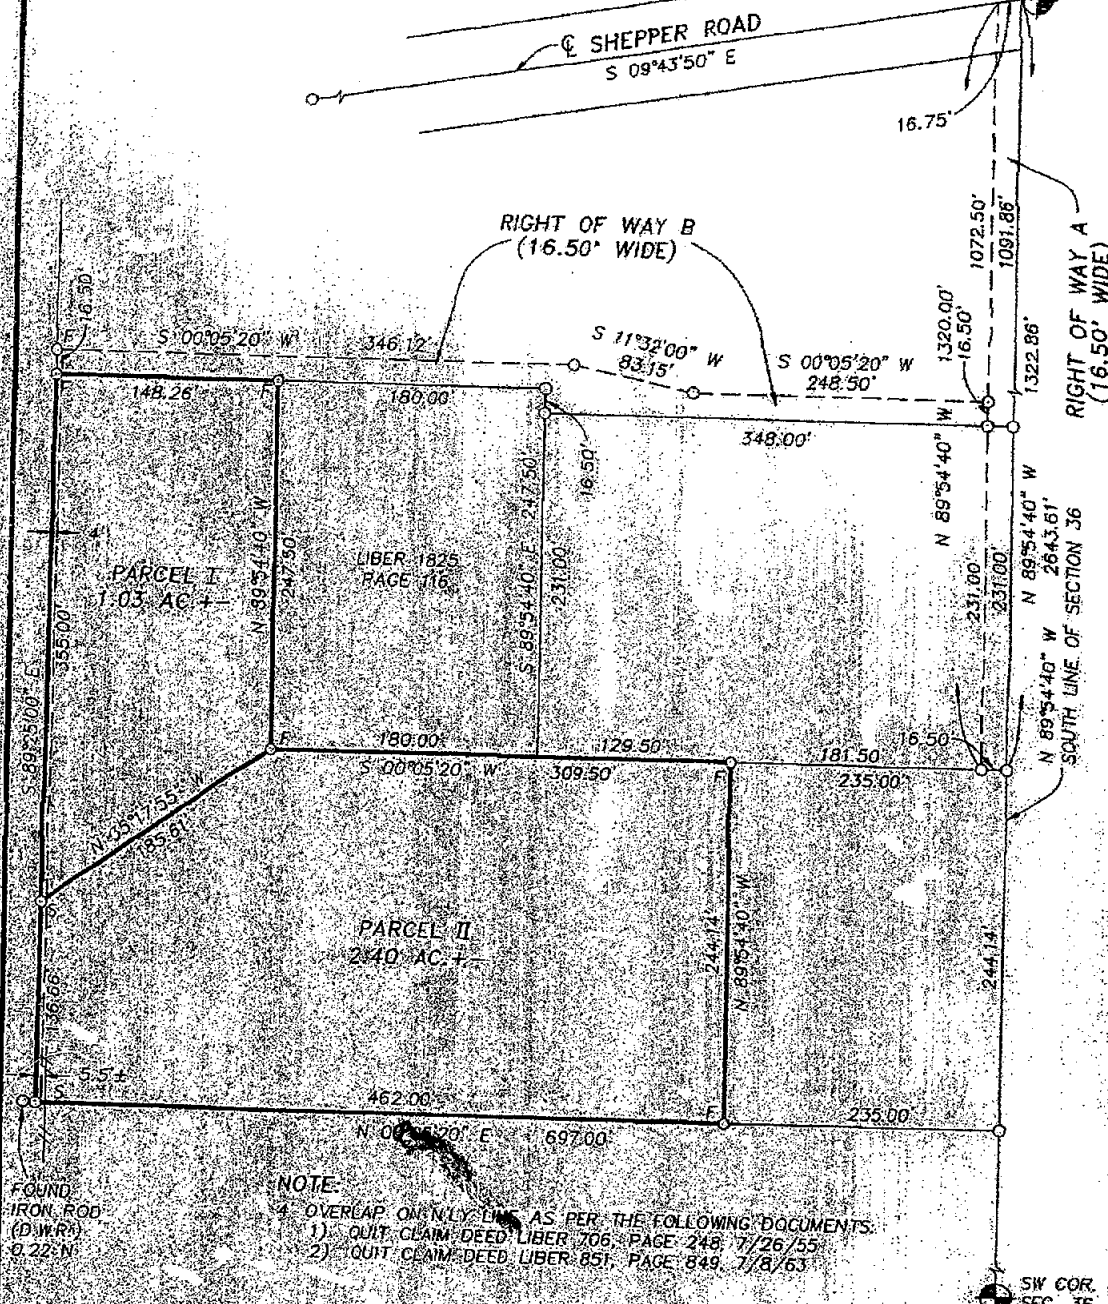 ℄ SHEPPER ROAD
S 09°43'50" E
16.75'
RIGHT OF WAY B
(16.50' WIDE)
1072.50'
1091.86'
RIGHT OF WAY A
(16.50' WIDE)
16.50'
F
S 00°05'20" W
346.12'
S 11°32'00" W
83.15'
S 00°05'20" W
248.50'
1320.00'
16.50'
1322.86'
F
148.26
F
180.00'
16.50'
348.00'
N 89°54'40" W
N 89°54'40" W
2643.61'
4'
PARCEL I
1.03 AC.+-
N 89°54'40" W
247.50'
LIBER 1825
PAGE 116
S 89°54'40" E 247.50'
231.00'
231.00'
231.00'
S 89°25'00" E
355.00
N 89°54'40" W
SOUTH LINE OF SECTION 36
F
180.00'
S 00°05'20" W
129.50'
309.50'
F
16.50'
181.50'
235.00'
N 33°17'55" W
185.61'
S
PARCEL II
2.40 AC.+-
244.14'
N 89°54'40" W
244.14'
136.66'
5.5'±
S
462.00'
F
235.00'
20" E
697.00'
FOUND
IRON ROD
(D.W.R.)
0.22' N
NOTE:
4' OVERLAP ON N'LY LINE AS PER THE FOLLOWING DOCUMENTS:
1) QUIT CLAIM DEED LIBER 706, PAGE 248, 7/26/55
2) QUIT CLAIM DEED LIBER 851, PAGE 849, 7/8/63
SW COR.